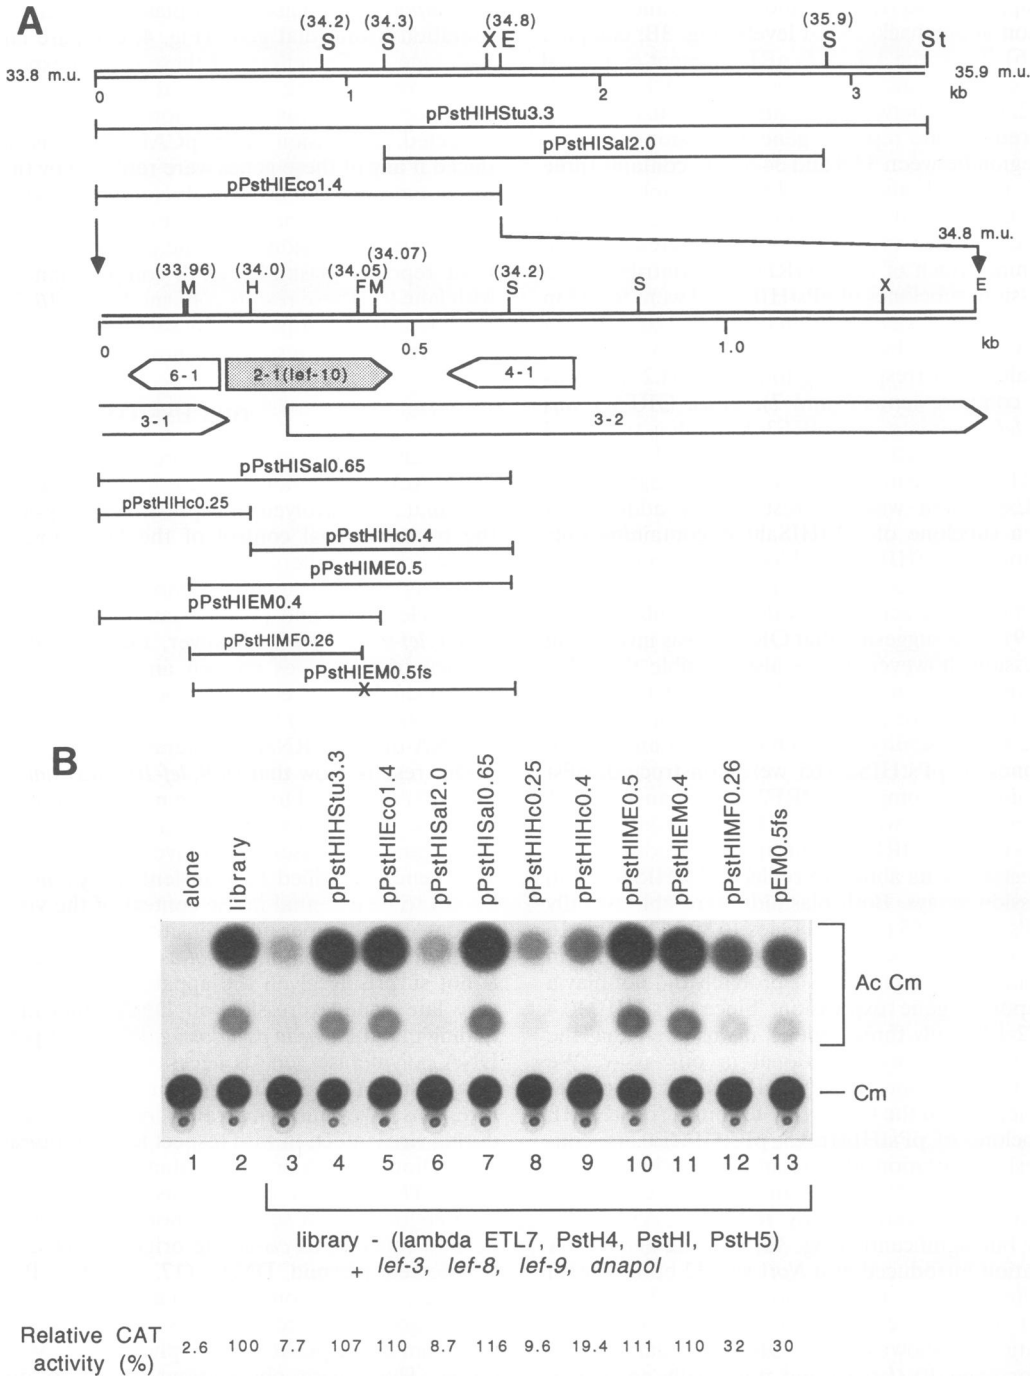 A
(34.2) (34.3) (34.8) (35.9)
S S X E S St
33.8 m.u. 35.9 m.u.
0 1 2 3 kb
pPstHIHStu3.3
pPstHISal2.0
pPstHIEco1.4
34.8 m.u.
(33.96) (34.0) (34.05) (34.07) (34.2)
M H F M S S X E
0 0.5 1.0 kb
6-1 2-1(lef-10) 4-1
3-1 3-2
pPstHISal0.65
pPstHIHc0.25
pPstHIHc0.4
pPstHIME0.5
pPstHIEM0.4
pPstHIMF0.26
pPstHIEM0.5fs
X
B
alone
library
pPstHIHStu3.3
pPstHIEco1.4
pPstHISal2.0
pPstHISal0.65
pPstHIHc0.25
pPstHIHc0.4
pPstHIME0.5
pPstHIEM0.4
pPstHIMF0.26
pEM0.5fs
Ac Cm
Cm
1 2 3 4 5 6 7 8 9 10 11 12 13
library - (lambda ETL7, PstH4, PstHI, PstH5)
+ lef-3, lef-8, lef-9, dnapol
Relative CAT activity (%) 2.6 100 7.7 107 110 8.7 116 9.6 19.4 111 110 32 30